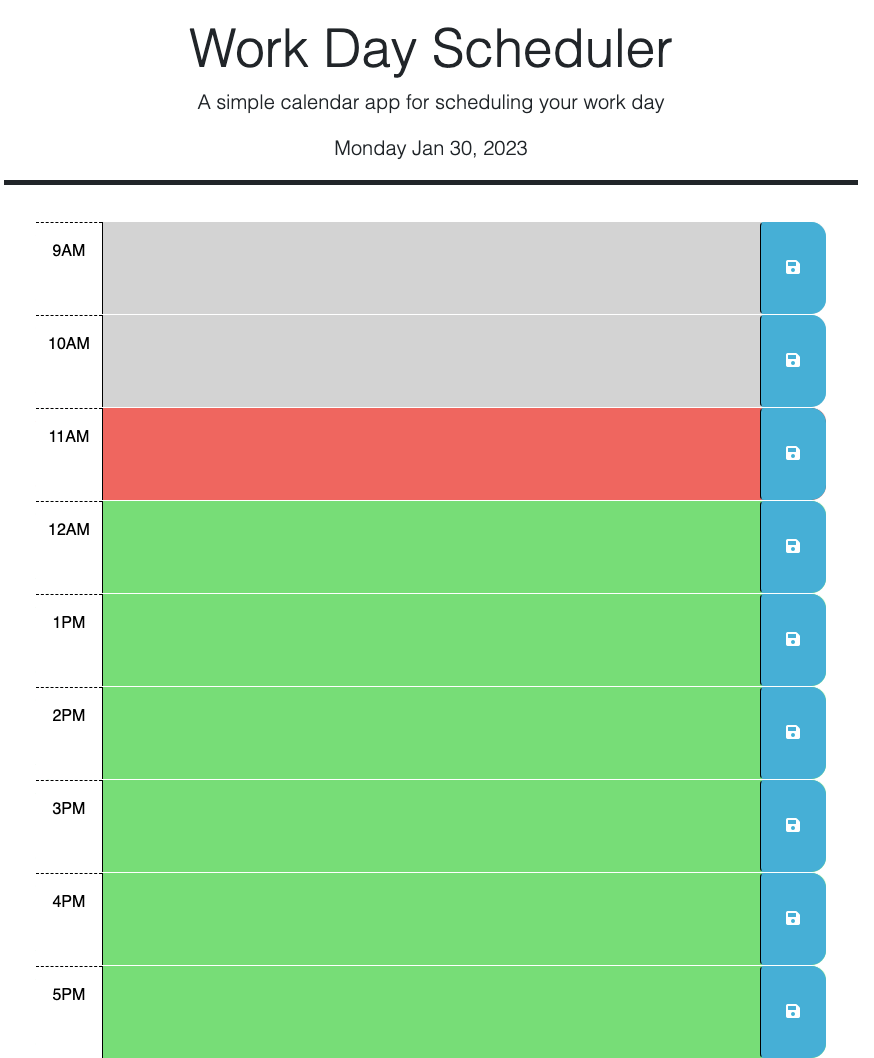 Work Day Scheduler
A simple calendar app for scheduling your work day
Monday Jan 30, 2023
9AM
10AM
11AM
12AM
1PM
2PM
3PM
4PM
5PM